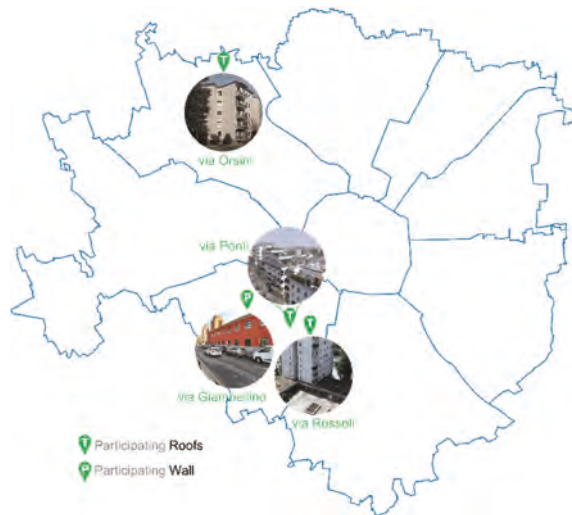 T
via Orsini
via Ponti
P
T
T
via Giambellino
via Rossoli
T Participating Roofs
P Participating Wall